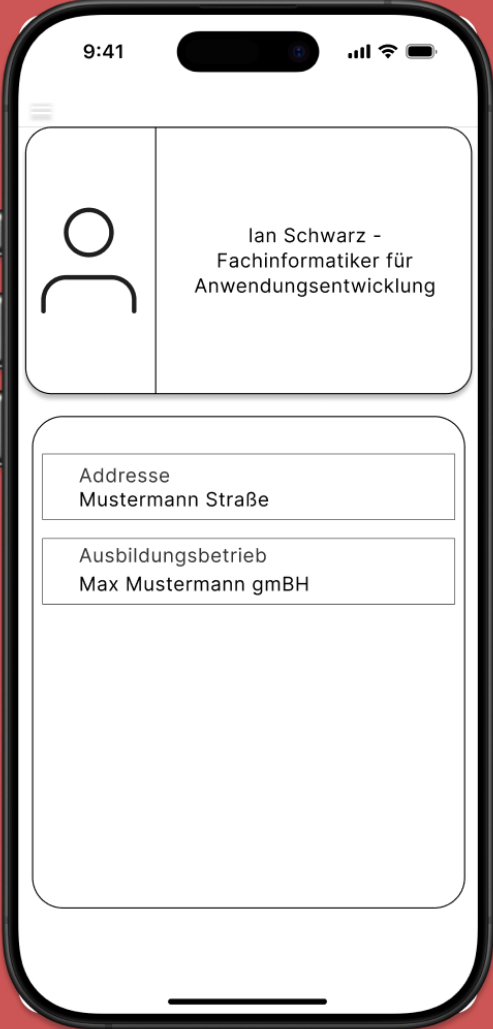 9:41
Ian Schwarz -
Fachinformatiker für
Anwendungsentwicklung
Addresse
Mustermann Straße
Ausbildungsbetrieb
Max Mustermann gmBH